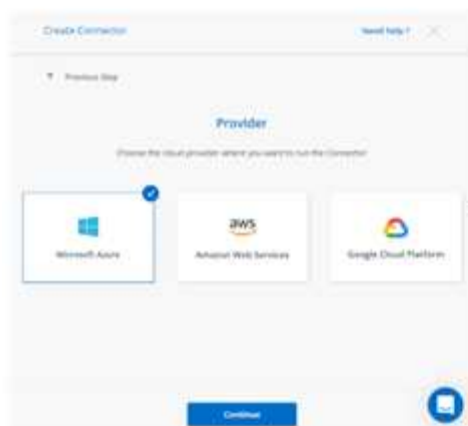 Create Connector
Need help ?
Previous Step
Provider
Choose the cloud provider where you want to run the Connector
Microsoft Azure
aws
Amazon Web Services
Google Cloud Platform
Continue